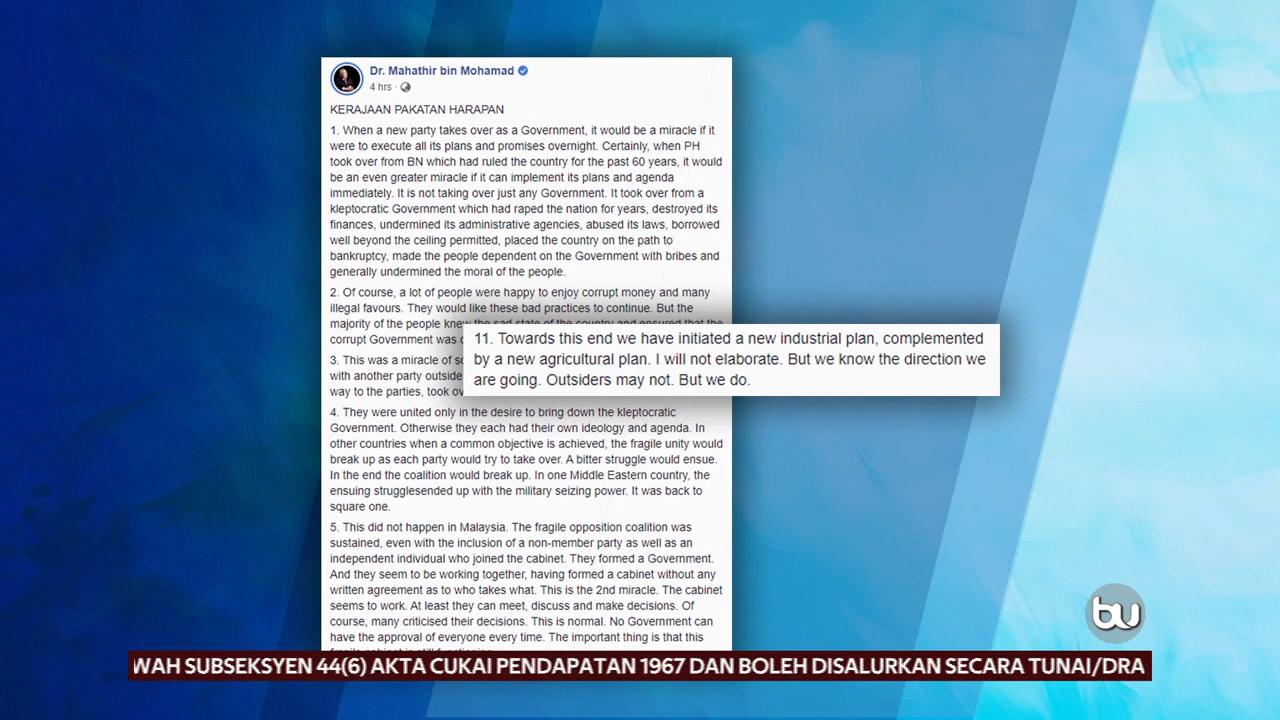 Dr. Mahathir bin Mohamad
4 hrs ·
KERAJAAN PAKATAN HARAPAN
1. When a new party takes over as a Government, it would be a miracle if it
were to execute all its plans and promises overnight. Certainly, when PH
took over from BN which had ruled the country for the past 60 years, it would
be an even greater miracle if it can implement its plans and agenda
immediately. It is not taking over just any Government. It took over from a
kleptocratic Government which had raped the nation for years, destroyed its
finances, undermined its administrative agencies, abused its laws, borrowed
well beyond the ceiling permitted, placed the country on the path to
bankruptcy, made the people dependent on the Government with bribes and
generally undermined the moral of the people.
2. Of course, a lot of people were happy to enjoy corrupt money and many
illegal favours. They would like these bad practices to continue. But the
majority of the people knew the sad state of the country and ensured that the
corrupt Government was
3. This was a miracle of
with another party outside
way to the parties, took
11. Towards this end we have initiated a new industrial plan, complemented
by a new agricultural plan. I will not elaborate. But we know the direction we
are going. Outsiders may not. But we do.
4. They were united only in the desire to bring down the kleptocratic
Government. Otherwise they each had their own ideology and agenda. In
other countries when a common objective is achieved, the fragile unity would
break up as each party would try to take over. A bitter struggle would ensue.
In the end the coalition would break up. In one Middle Eastern country, the
ensuing strugglesended up with the military seizing power. It was back to
square one.
5. This did not happen in Malaysia. The fragile opposition coalition was
sustained, even with the inclusion of a non-member party as well as an
independent individual who joined the cabinet. They formed a Government.
And they seem to be working together, having formed a cabinet without any
written agreement as to who takes what. This is the 2nd miracle. The cabinet
seems to work. At least they can meet, discuss and make decisions. Of
course, many criticised their decisions. This is normal. No Government can
have the approval of everyone every time. The important thing is that this
bu
WAH SUBSEKSYEN 44(6) AKTA CUKAI PENDAPATAN 1967 DAN BOLEH DISALURKAN SECARA TUNAI/DRA